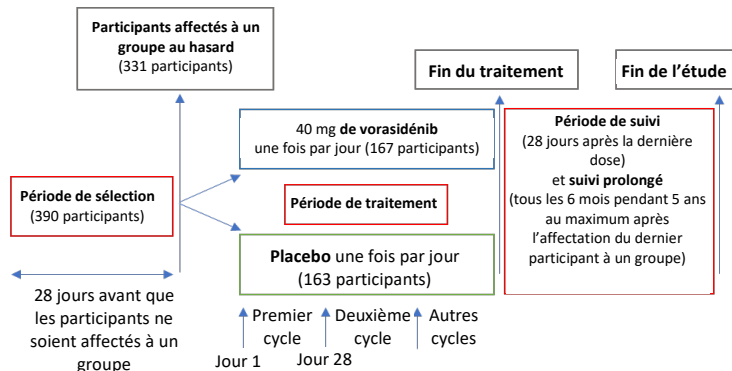 Participants affectés à un
groupe au hasard
(331 participants)
Fin du traitement
Fin de l'étude
40 mg de vorasidénib
une fois par jour (167 participants)
Période de suivi
(28 jours après la dernière
dose)
et suivi prolongé
(tous les 6 mois pendant 5 ans
au maximum après
l'affectation du dernier
participant à un groupe)
Période de sélection
(390 participants)
Période de traitement
Placebo une fois par jour
(163 participants)
28 jours avant que
les participants ne
soient affectés à un
groupe
Premier
cycle
Deuxième
cycle
Autres
cycles
Jour 1
Jour 28